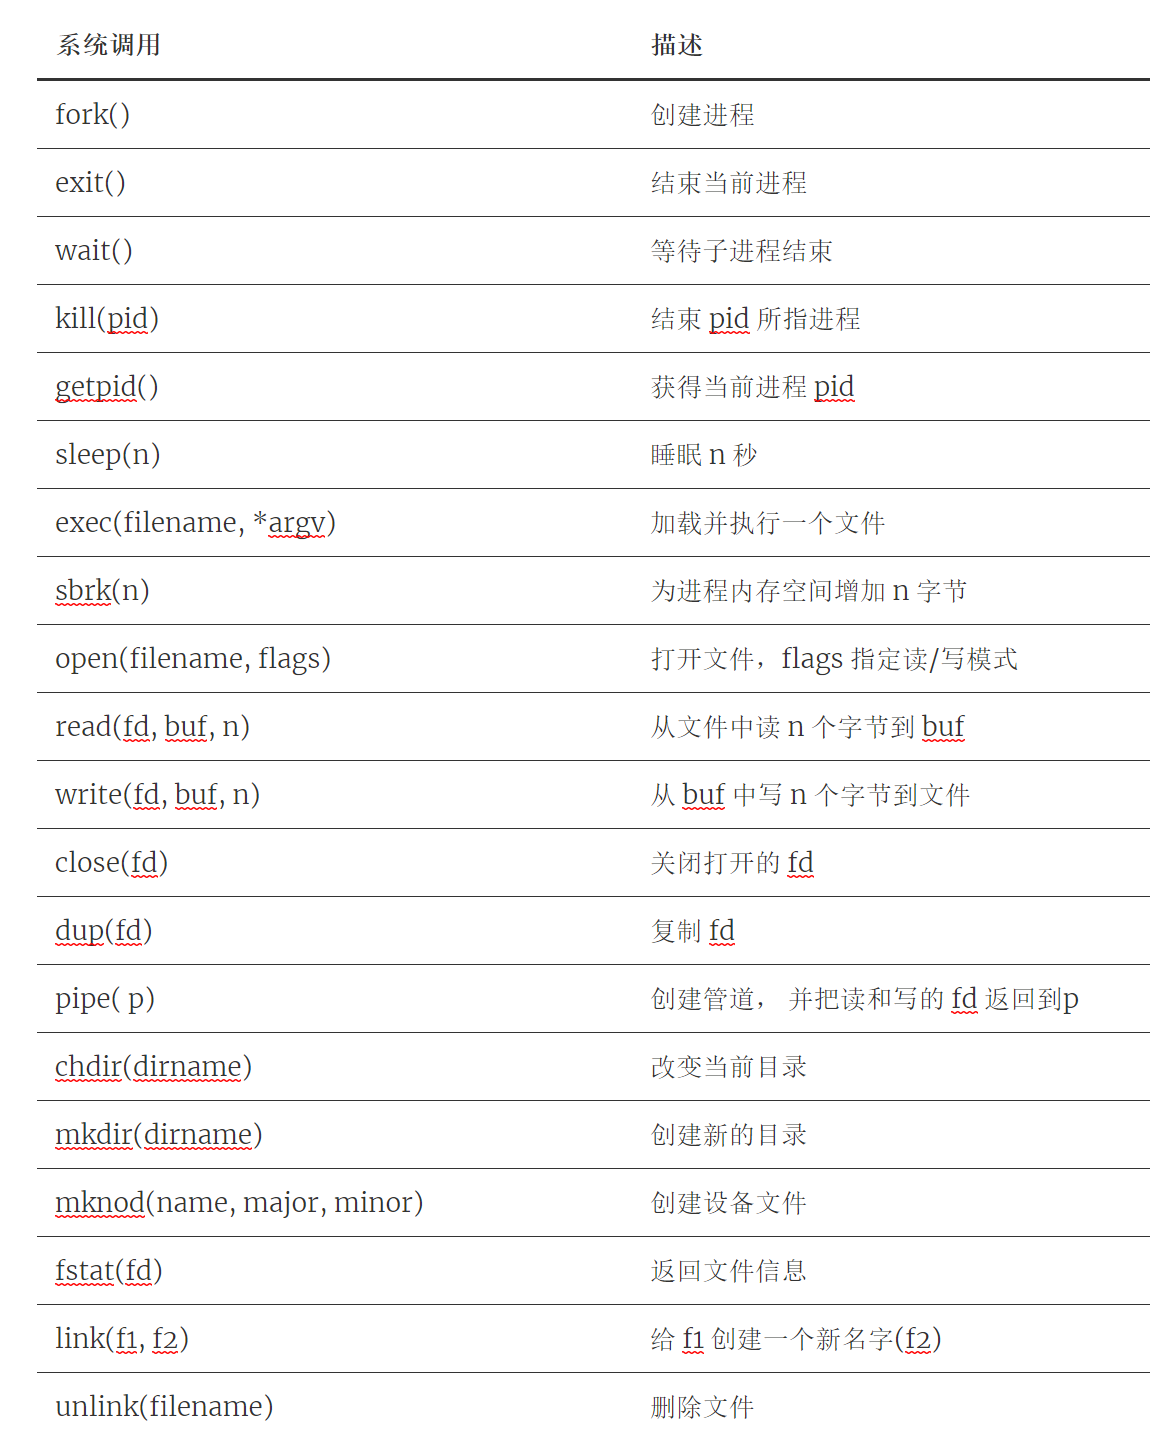 系统调用 描述
fork() 创建进程
exit() 结束当前进程
wait() 等待子进程结束
kill(pid) 结束 pid 所指进程
getpid() 获得当前进程 pid
sleep(n) 睡眠 n 秒
exec(filename, *argv) 加载并执行一个文件
sbrk(n) 为进程内存空间增加 n 字节
open(filename, flags) 打开文件，flags 指定读/写模式
read(fd, buf, n) 从文件中读 n 个字节到 buf
write(fd, buf, n) 从 buf 中写 n 个字节到文件
close(fd) 关闭打开的 fd
dup(fd) 复制 fd
pipe( p) 创建管道， 并把读和写的 fd 返回到p
chdir(dirname) 改变当前目录
mkdir(dirname) 创建新的目录
mknod(name, major, minor) 创建设备文件
fstat(fd) 返回文件信息
link(f1, f2) 给 f1 创建一个新名字(f2)
unlink(filename) 删除文件